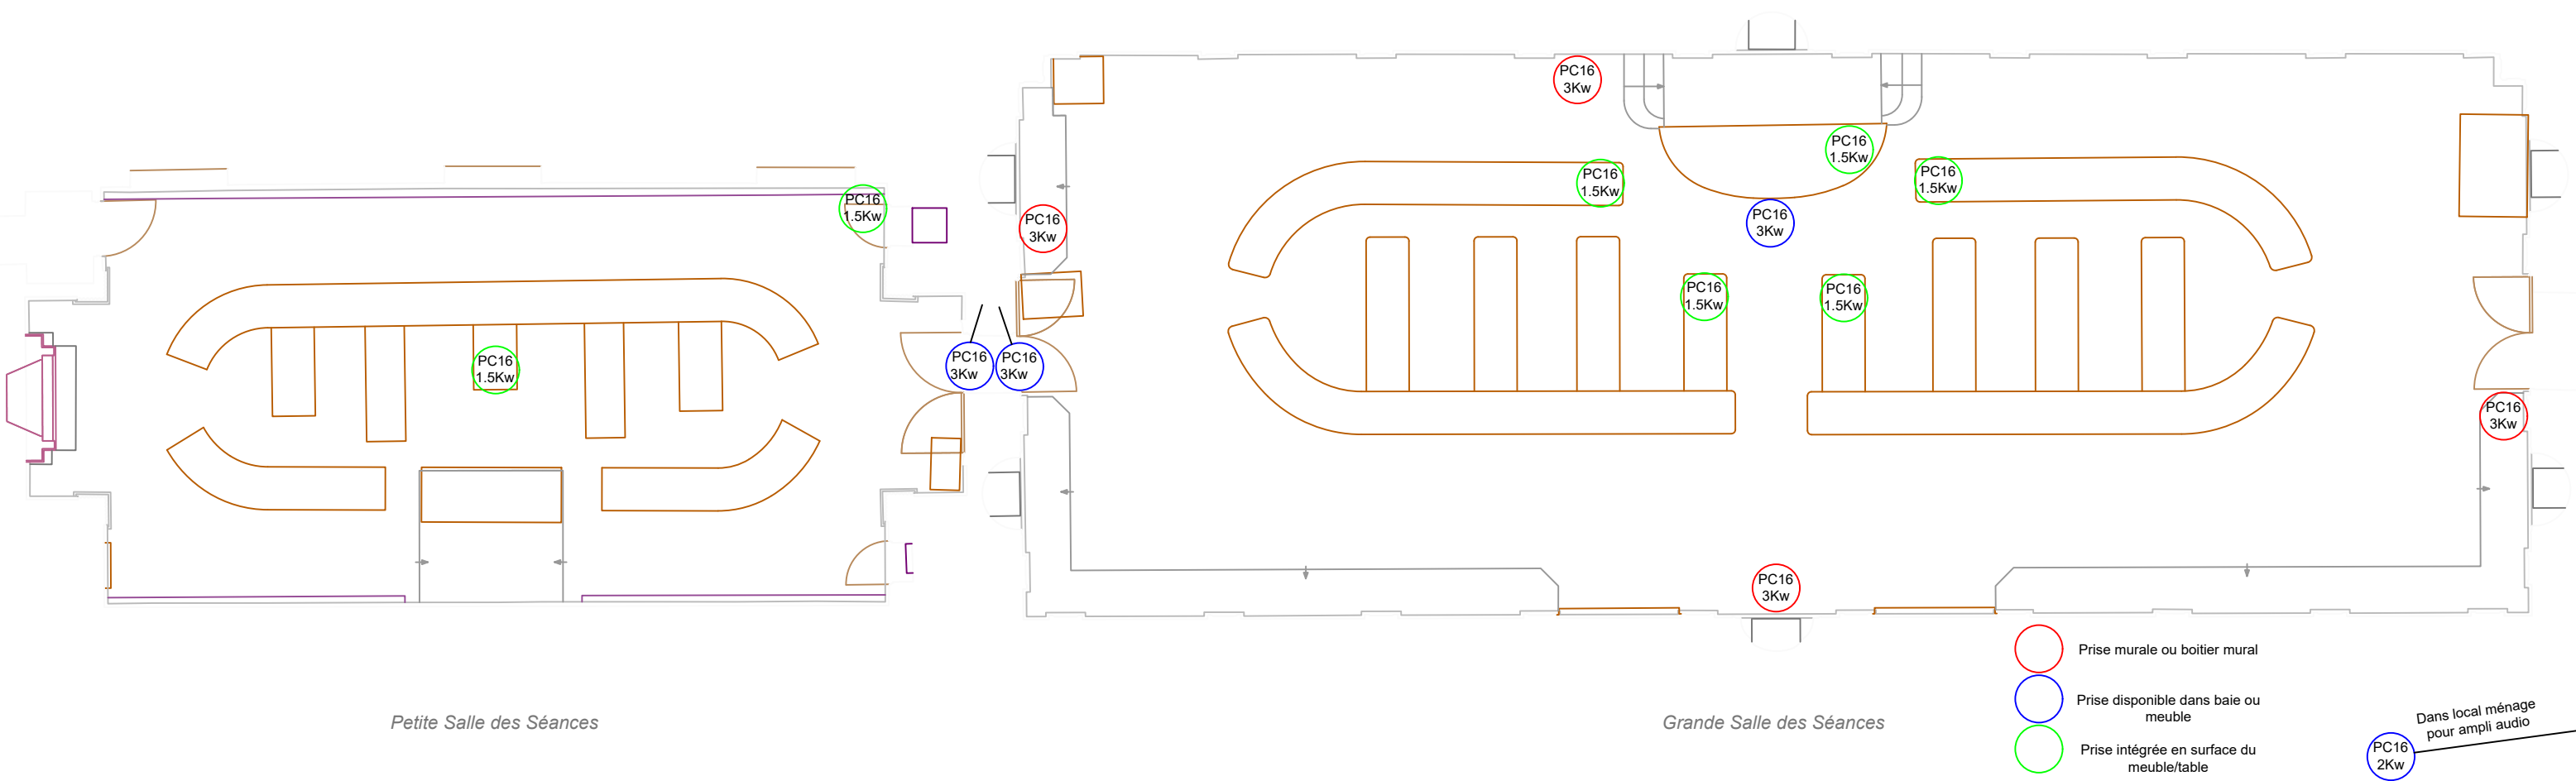 PC16
3Kw
PC16
1.5Kw
PC16
1.5Kw
PC16
1.5Kw
PC16
1.5Kw
PC16
3Kw
PC16
3Kw
PC16
1.5Kw
PC16
1.5Kw
PC16
3Kw
PC16
3Kw
PC16
1.5Kw
PC16
3Kw
PC16
3Kw
Prise murale ou boitier mural
Prise disponible dans baie ou
meuble
Prise intégrée en surface du
meuble/table
Petite Salle des Séances
Grande Salle des Séances
Dans local ménage
pour ampli audio
PC16
2Kw